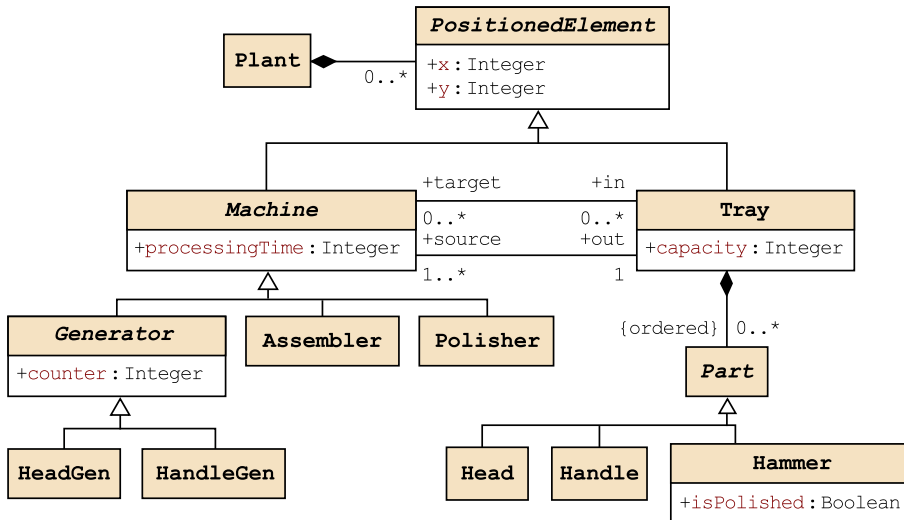 PositionedElement
Plant
+x:Integer
0..*
+y:Integer
+target
+in
Machine
Tray
0..*
0..*
+processingTime:Integer
+source
+out
+capacity:Integer
1..*
1
Generator
Assembler
Polisher
{ordered}
0..*
+counter:Integer
Part
HeadGen
HandleGen
Head
Handle
Hammer
+isPolished:Boolean